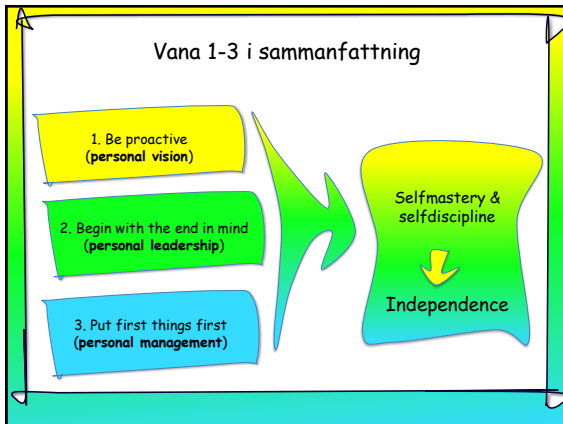 Vana 1-3 i sammanfattning
1. Be proactive
(personal vision)
2. Begin with the end in mind
(personal leadership)
3. Put first things first
(personal management)
Selfmastery &
selfdiscipline
Independence